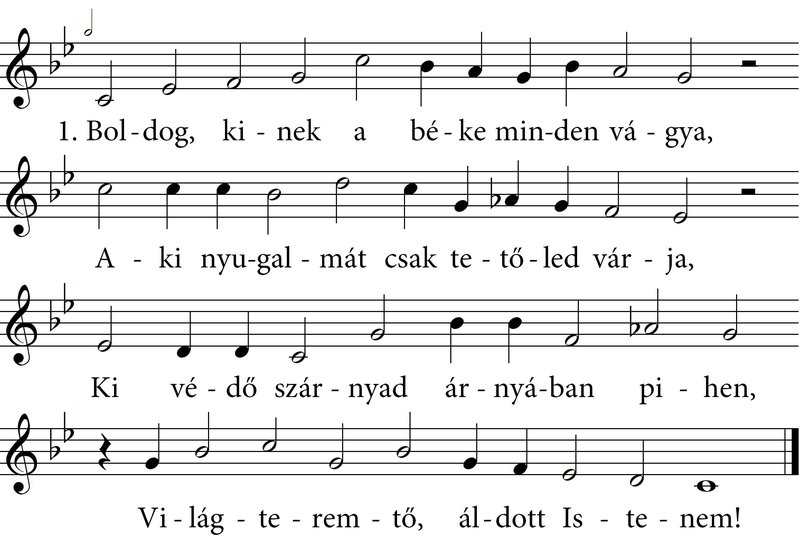 1. Bol - dog, ki - nek a bé - ke min-den vá - gya,
A - ki nyu-gal - mát csak te - tő - led vár - ja,
Ki vé - dő szár - nyad ár - nyá-ban pi - hen,
Vi - lág - te - rem - tő, ál-dott Is - te - nem!